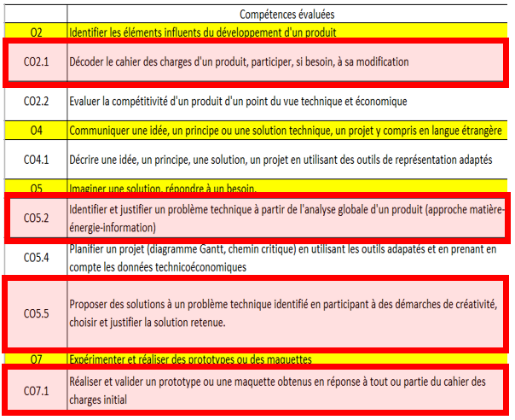 Compétences évaluées
O2 Identifier les éléments influents du développement d'un produit
CO2.1 Décoder le cahier des charges d'un produit, participer, si besoin, à sa modification
CO2.2 Evaluer la compétitivité d'un produit d'un point du vue technique et économique
O4 Communiquer une idée, un principe ou une solution technique, un projet y compris en langue étrangère
CO4.1 Décrire une idée, un principe, une solution, un projet en utilisant des outils de représentation adaptés
O5 Imaginer une solution, répondre à un besoin.
CO5.2 Identifier et justifier un problème technique à partir de l'analyse globale d'un produit (approche matière-
énergie-information)
CO5.4 Planifier un projet (diagramme Gantt, chemin critique) en utilisant les outils adapatés et en prenant en
compte les données technicoéconomiques
CO5.5 Proposer des solutions à un problème technique identifié en participant à des démarches de créativité,
choisir et justifier la solution retenue.
O7 Expérimenter et réaliser des prototypes ou des maquettes
CO7.1 Réaliser et valider un prototype ou une maquette obtenus en réponse à tout ou partie du cahier des
charges initial